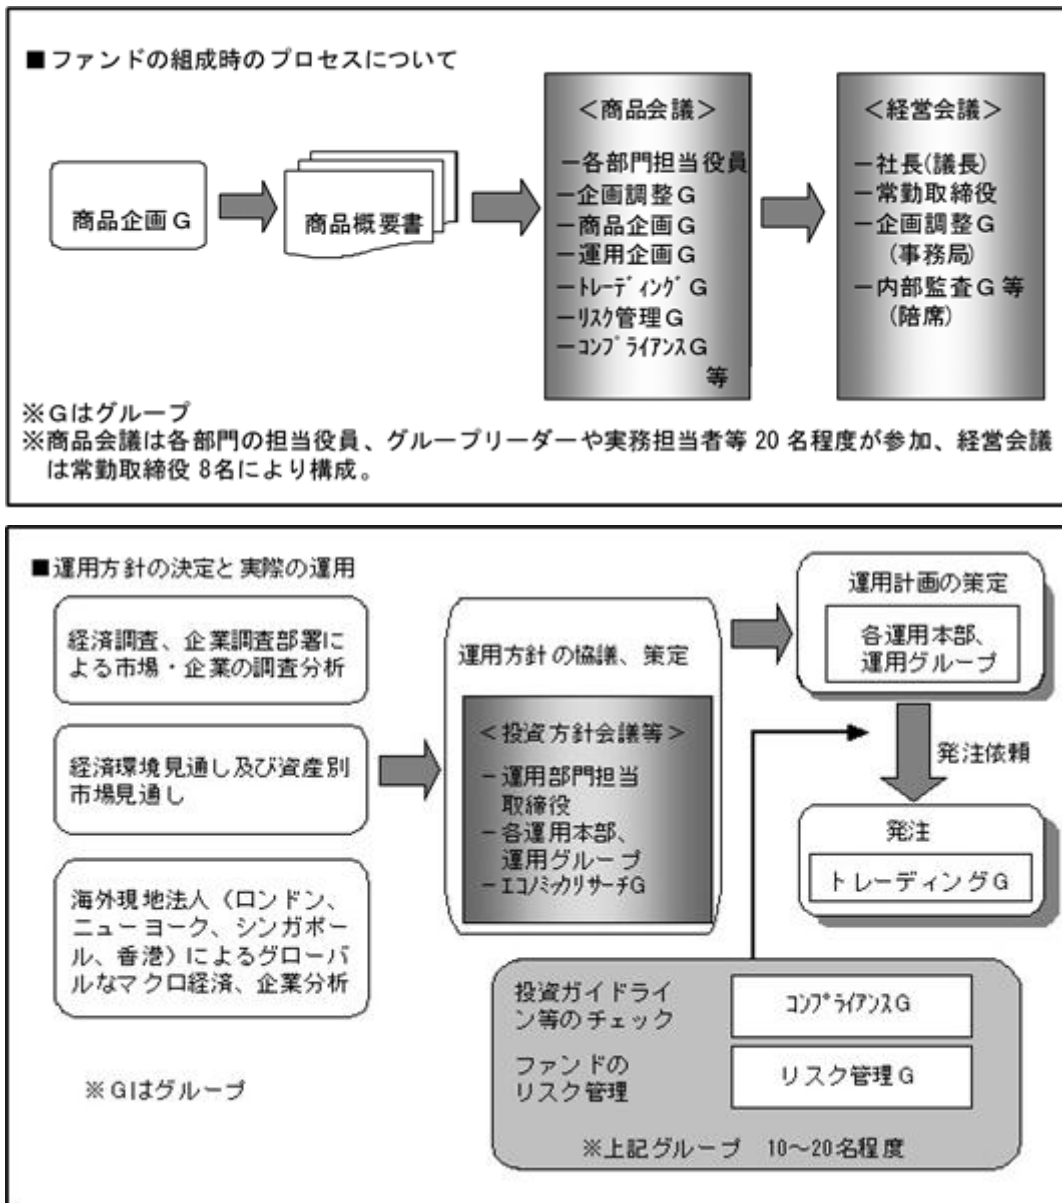 ■ファンドの組成時のプロセスについて
商品企画G
商品概要書
＜商品会議＞
－各部門担当役員
－企画調整G
－商品企画G
－運用企画G
－ﾄﾚｰﾃﾞｨﾝｸﾞG
－ﾘｽｸ管理G
－ｺﾝﾌﾟﾗｲｱﾝｽG
等
＜経営会議＞
－社長(議長)
－常勤取締役
－企画調整G
(事務局)
－内部監査G等
(陪席)
※Gはグループ
※商品会議は各部門の担当役員、グループリーダーや実務担当者等 20 名程度が参加、経営会議
は常勤取締役 8名により構成。
■運用方針の決定と実際の運用
経済調査、企業調査部署に
よる市場・企業の調査分析
経済環境見通し及び資産別
市場見通し
海外現地法人（ロンドン、
ニューヨーク、シンガポー
ル、香港）によるグローバ
ルなマクロ経済、企業分析
※Gはグループ
運用方針の協議、策定
＜投資方針会議等＞
－運用部門担当
取締役
－各運用本部、
運用グループ
－ｴｺﾉﾐｯｸﾘｻｰﾁG
運用計画の策定
各運用本部、
運用グループ
発注依頼
発注
トレーディングG
投資ガイドライ
ン等のチェック
ｺﾝﾌﾟﾗｲｱﾝｽG
ファンドの
リスク管理
リスク管理G
※上記グループ　10～20名程度